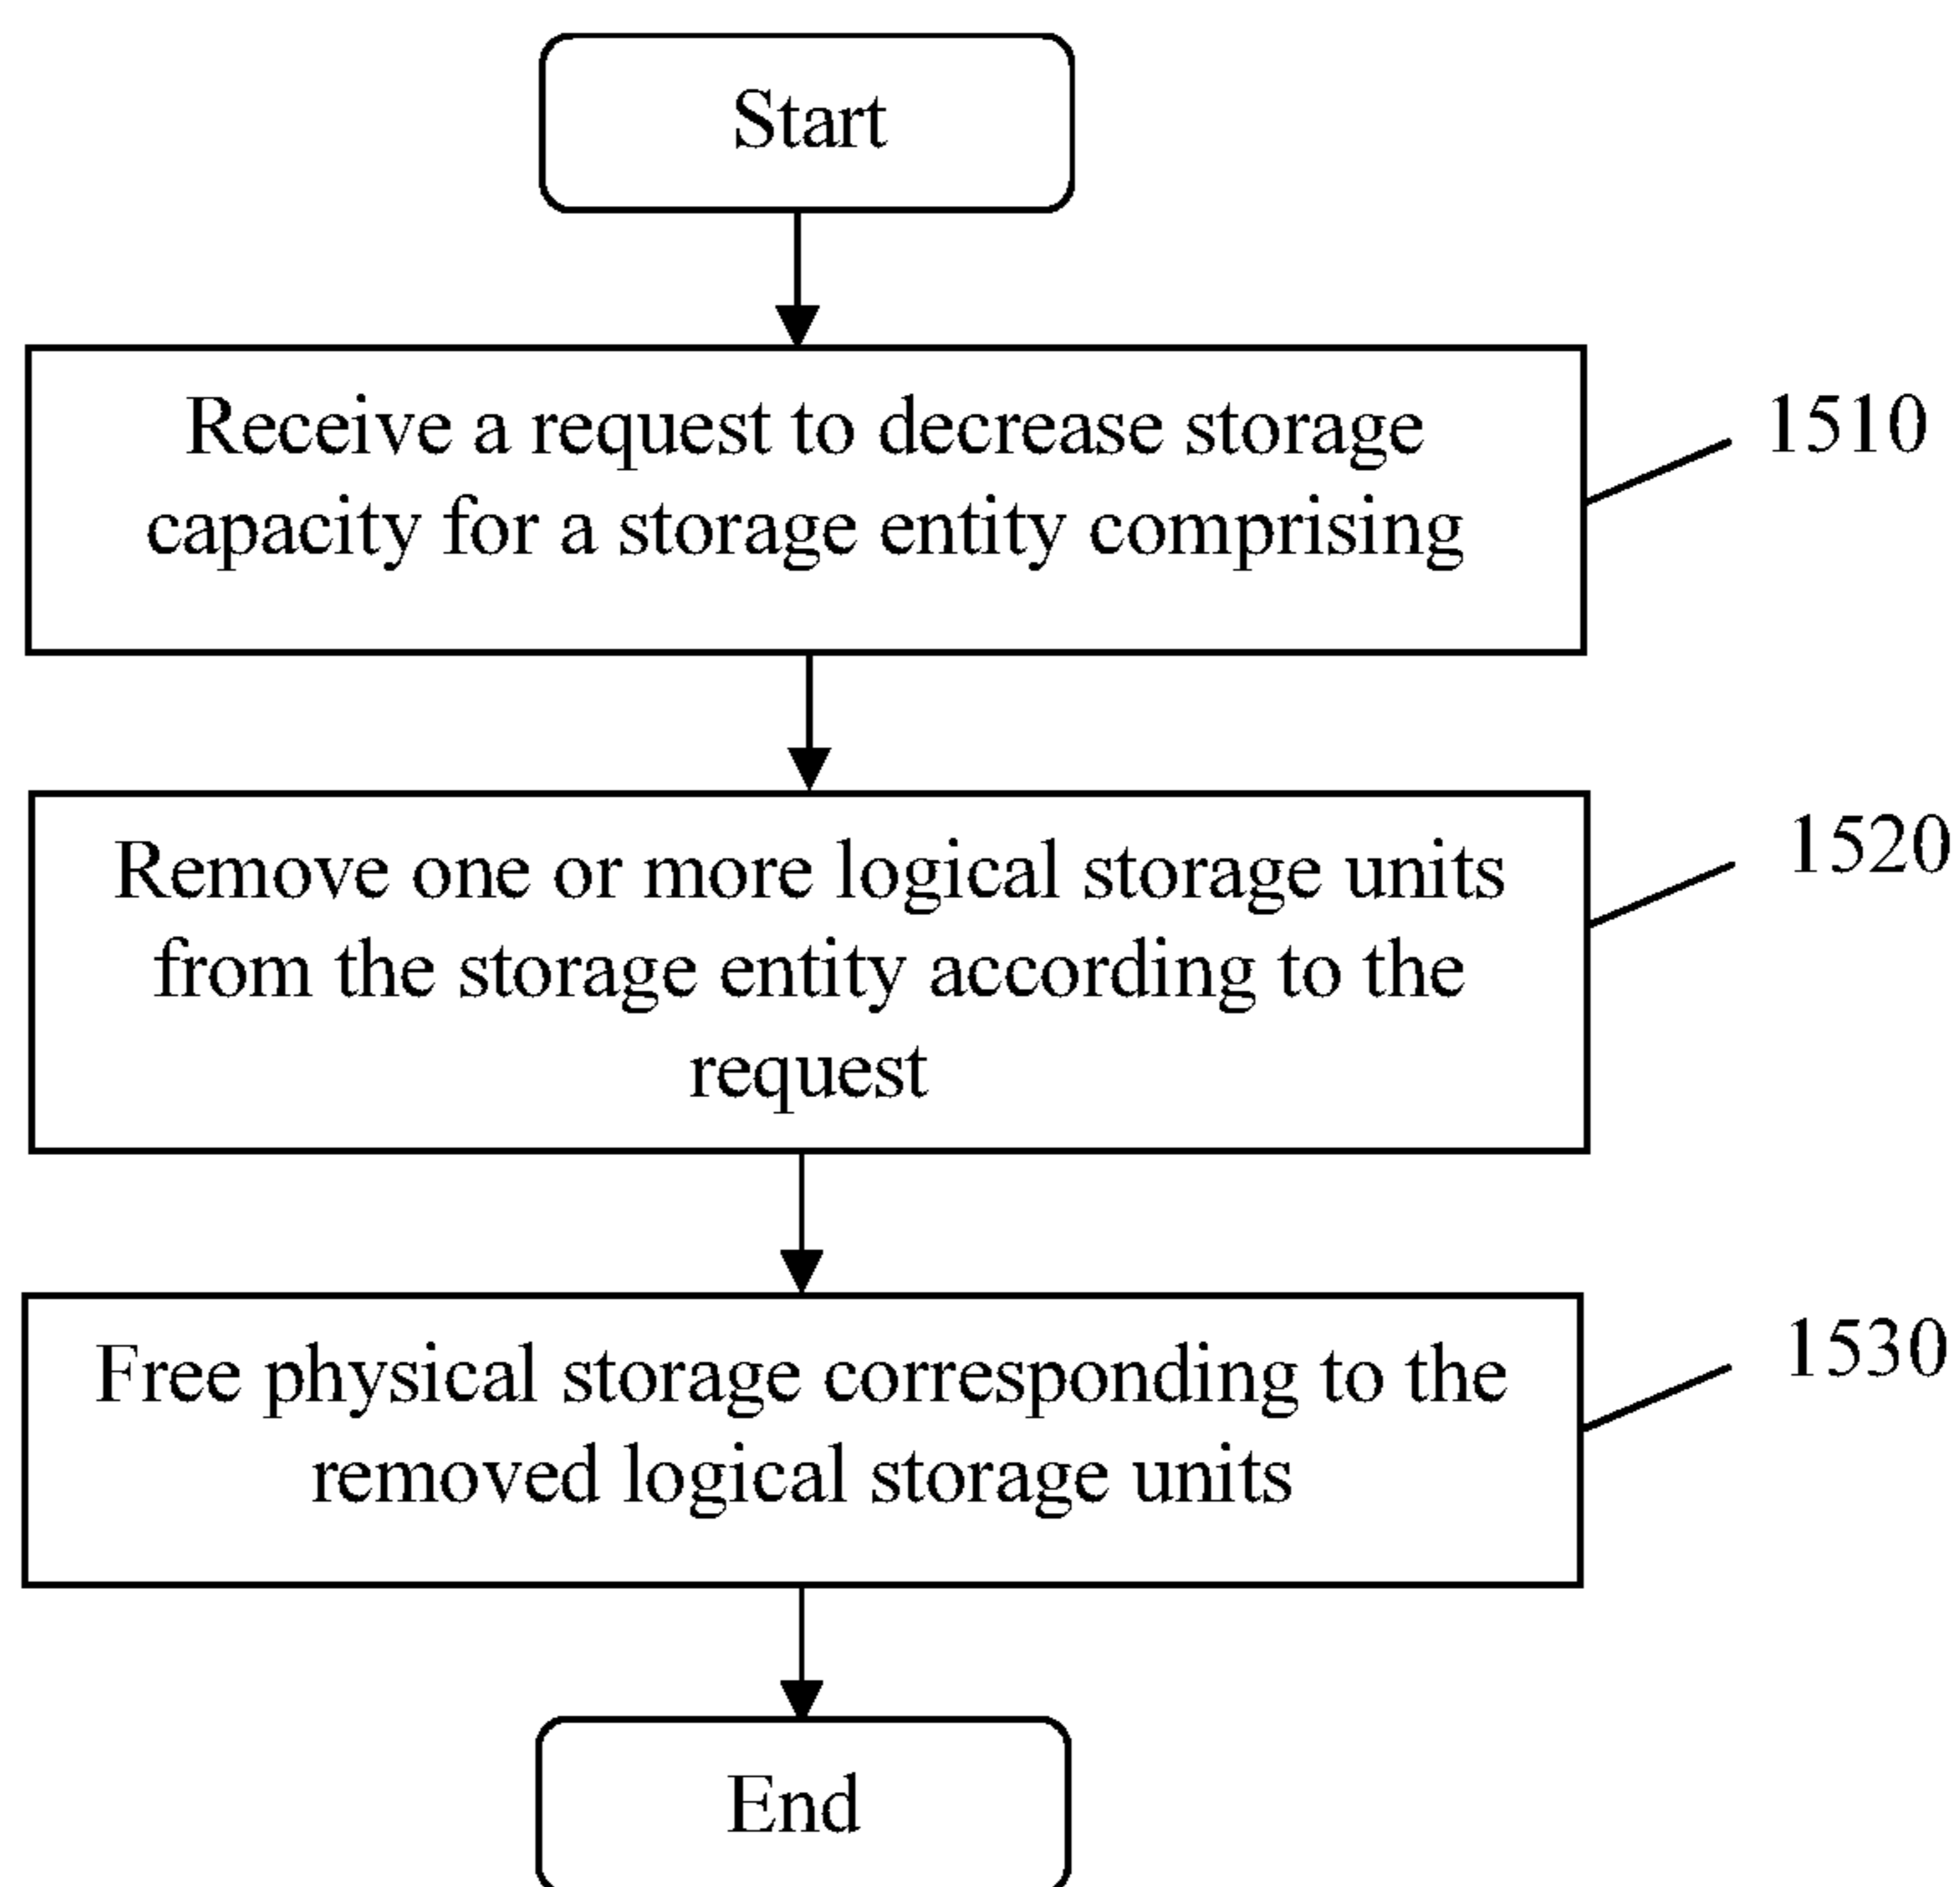 Start
Receive a request to decrease storage
capacity for a storage entity comprising
1510
Remove one or more logical storage units
from the storage entity according to the
request
1520
Free physical storage corresponding to the
removed logical storage units
1530
End